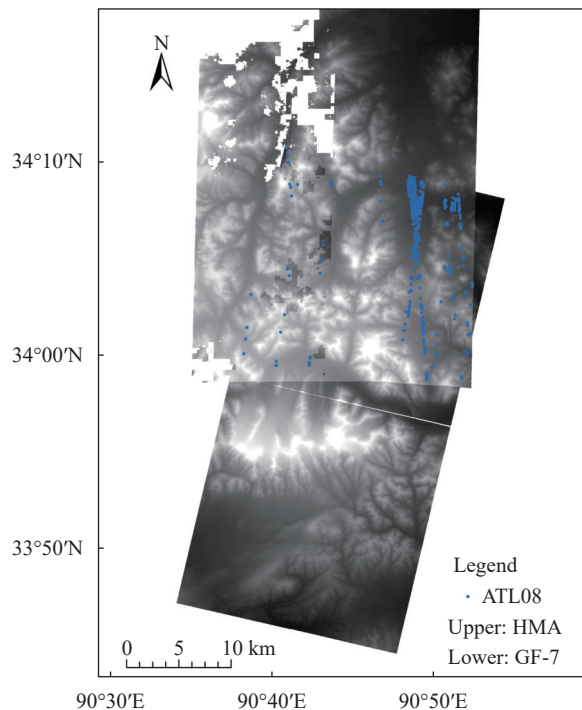 N
34°10′N
34°00′N
33°50′N
Legend
ATL08
Upper: HMA
Lower: GF-7
0 5 10 km
90°30′E 90°40′E 90°50′E